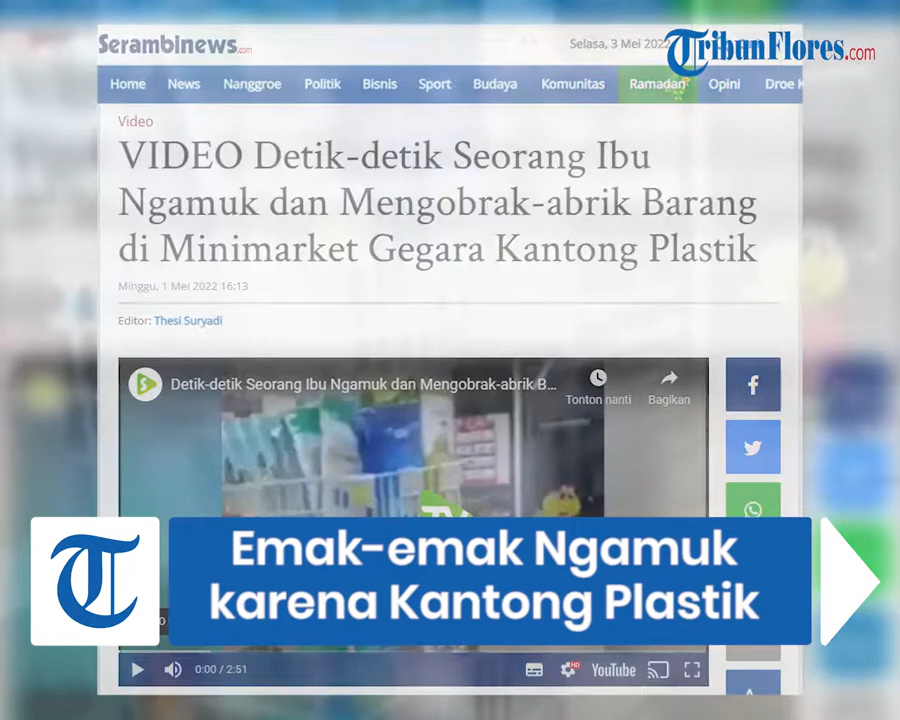 Serambinews.com
Selasa, 3 Mei 2022
TribunFlores.com
Home News Nanggroe Politik Bisnis Sport Budaya Komunitas Ramadan Opini Droe K
Video
VIDEO Detik-detik Seorang Ibu
Ngamuk dan Mengobrak-abrik Barang
di Minimarket Gegara Kantong Plastik
Minggu, 1 Mei 2022 16:13
Editor: Thesi Suryadi
Detik-detik Seorang Ibu Ngamuk dan Mengobrak-abrik B...
Tonton nanti
Bagikan
Emak-emak Ngamuk
karena Kantong Plastik
0:00 / 2:51
HD
YouTube